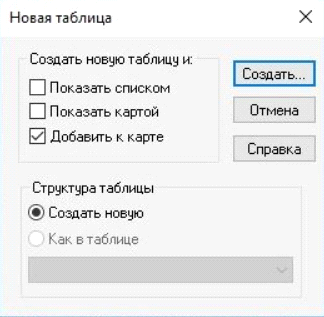 Новая таблица
Создать новую таблицу и:
Показать списком
Показать картой
Добавить к карте
Создать...
Отмена
Справка
Структура таблицы
Создать новую
Как в таблице